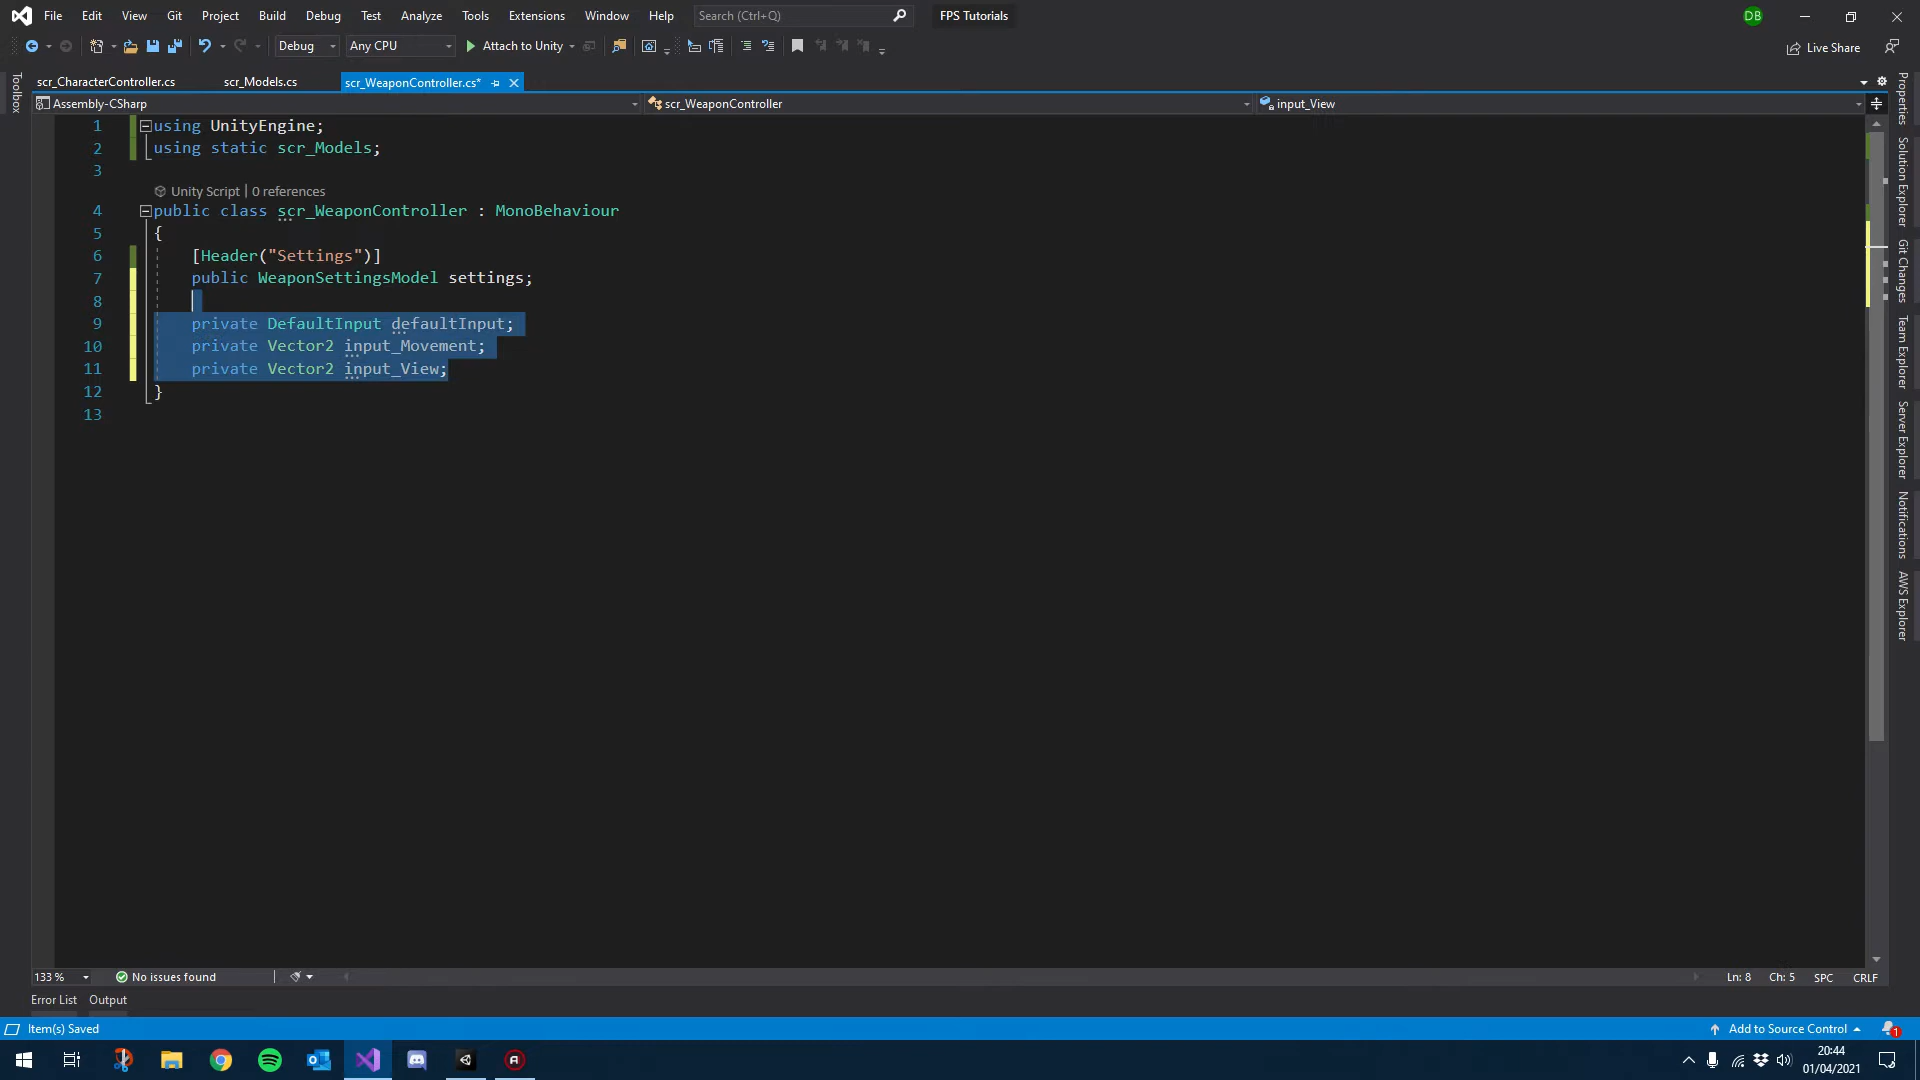 File Edit View Git Project Build Debug Test Analyze Tools Extensions Window Help Search (Ctrl+Q) FPS Tutorials DB
Debug Any CPU Attach to Unity Live Share
scr_CharacterController.cs scr_Models.cs scr_WeaponController.cs*
Assembly-CSharp scr_WeaponController input_View
1 using UnityEngine;
2 using static scr_Models;
3
Unity Script | 0 references
4 public class scr_WeaponController : MonoBehaviour
5 {
6 [Header("Settings")]
7 public WeaponSettingsModel settings;
8
9 private DefaultInput defaultInput;
10 private Vector2 input_Movement;
11 private Vector2 input_View;
12 }
13
Toolbox
Properties
Solution Explorer
Git Changes
Team Explorer
Server Explorer
Notifications
AWS Explorer
133 % No issues found Ln: 8 Ch: 5 SPC CRLF
Error List Output
Item(s) Saved Add to Source Control 1
20:44
01/04/2021